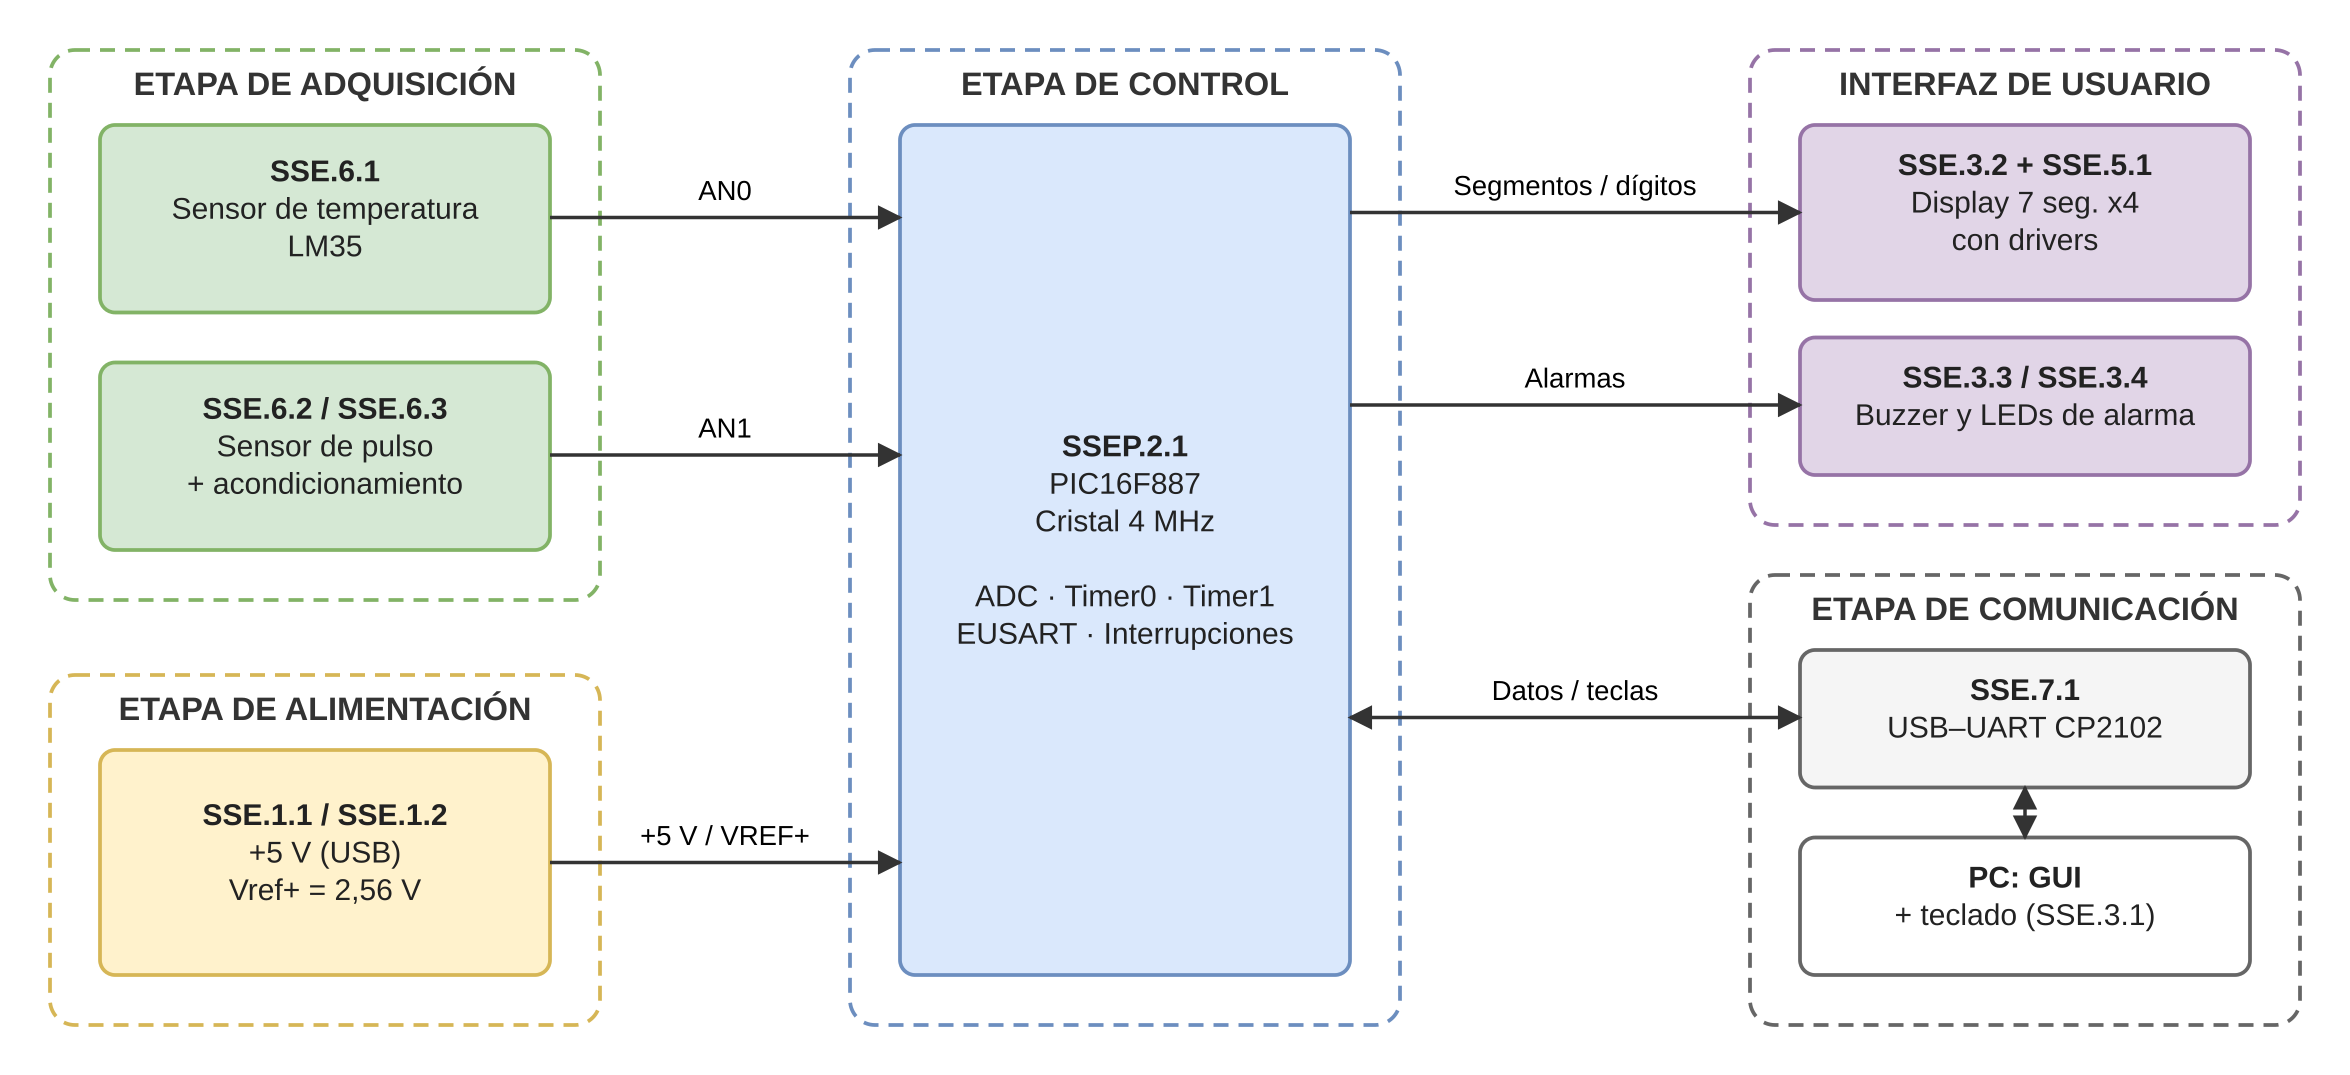 ETAPA DE ADQUISICIÓN
SSE.6.1
Sensor de temperatura
LM35
SSE.6.2 / SSE.6.3
Sensor de pulso
+ acondicionamiento
ETAPA DE ALIMENTACIÓN
SSE.1.1 / SSE.1.2
+5 V (USB)
Vref+ = 2,56 V
AN0
AN1
+5 V / VREF+
ETAPA DE CONTROL
SSEP.2.1
PIC16F887
Cristal 4 MHz
ADC · Timer0 · Timer1
EUSART · Interrupciones
Segmentos / dígitos
Alarmas
Datos / teclas
INTERFAZ DE USUARIO
SSE.3.2 + SSE.5.1
Display 7 seg. x4
con drivers
SSE.3.3 / SSE.3.4
Buzzer y LEDs de alarma
ETAPA DE COMUNICACIÓN
SSE.7.1
USB–UART CP2102
PC: GUI
+ teclado (SSE.3.1)